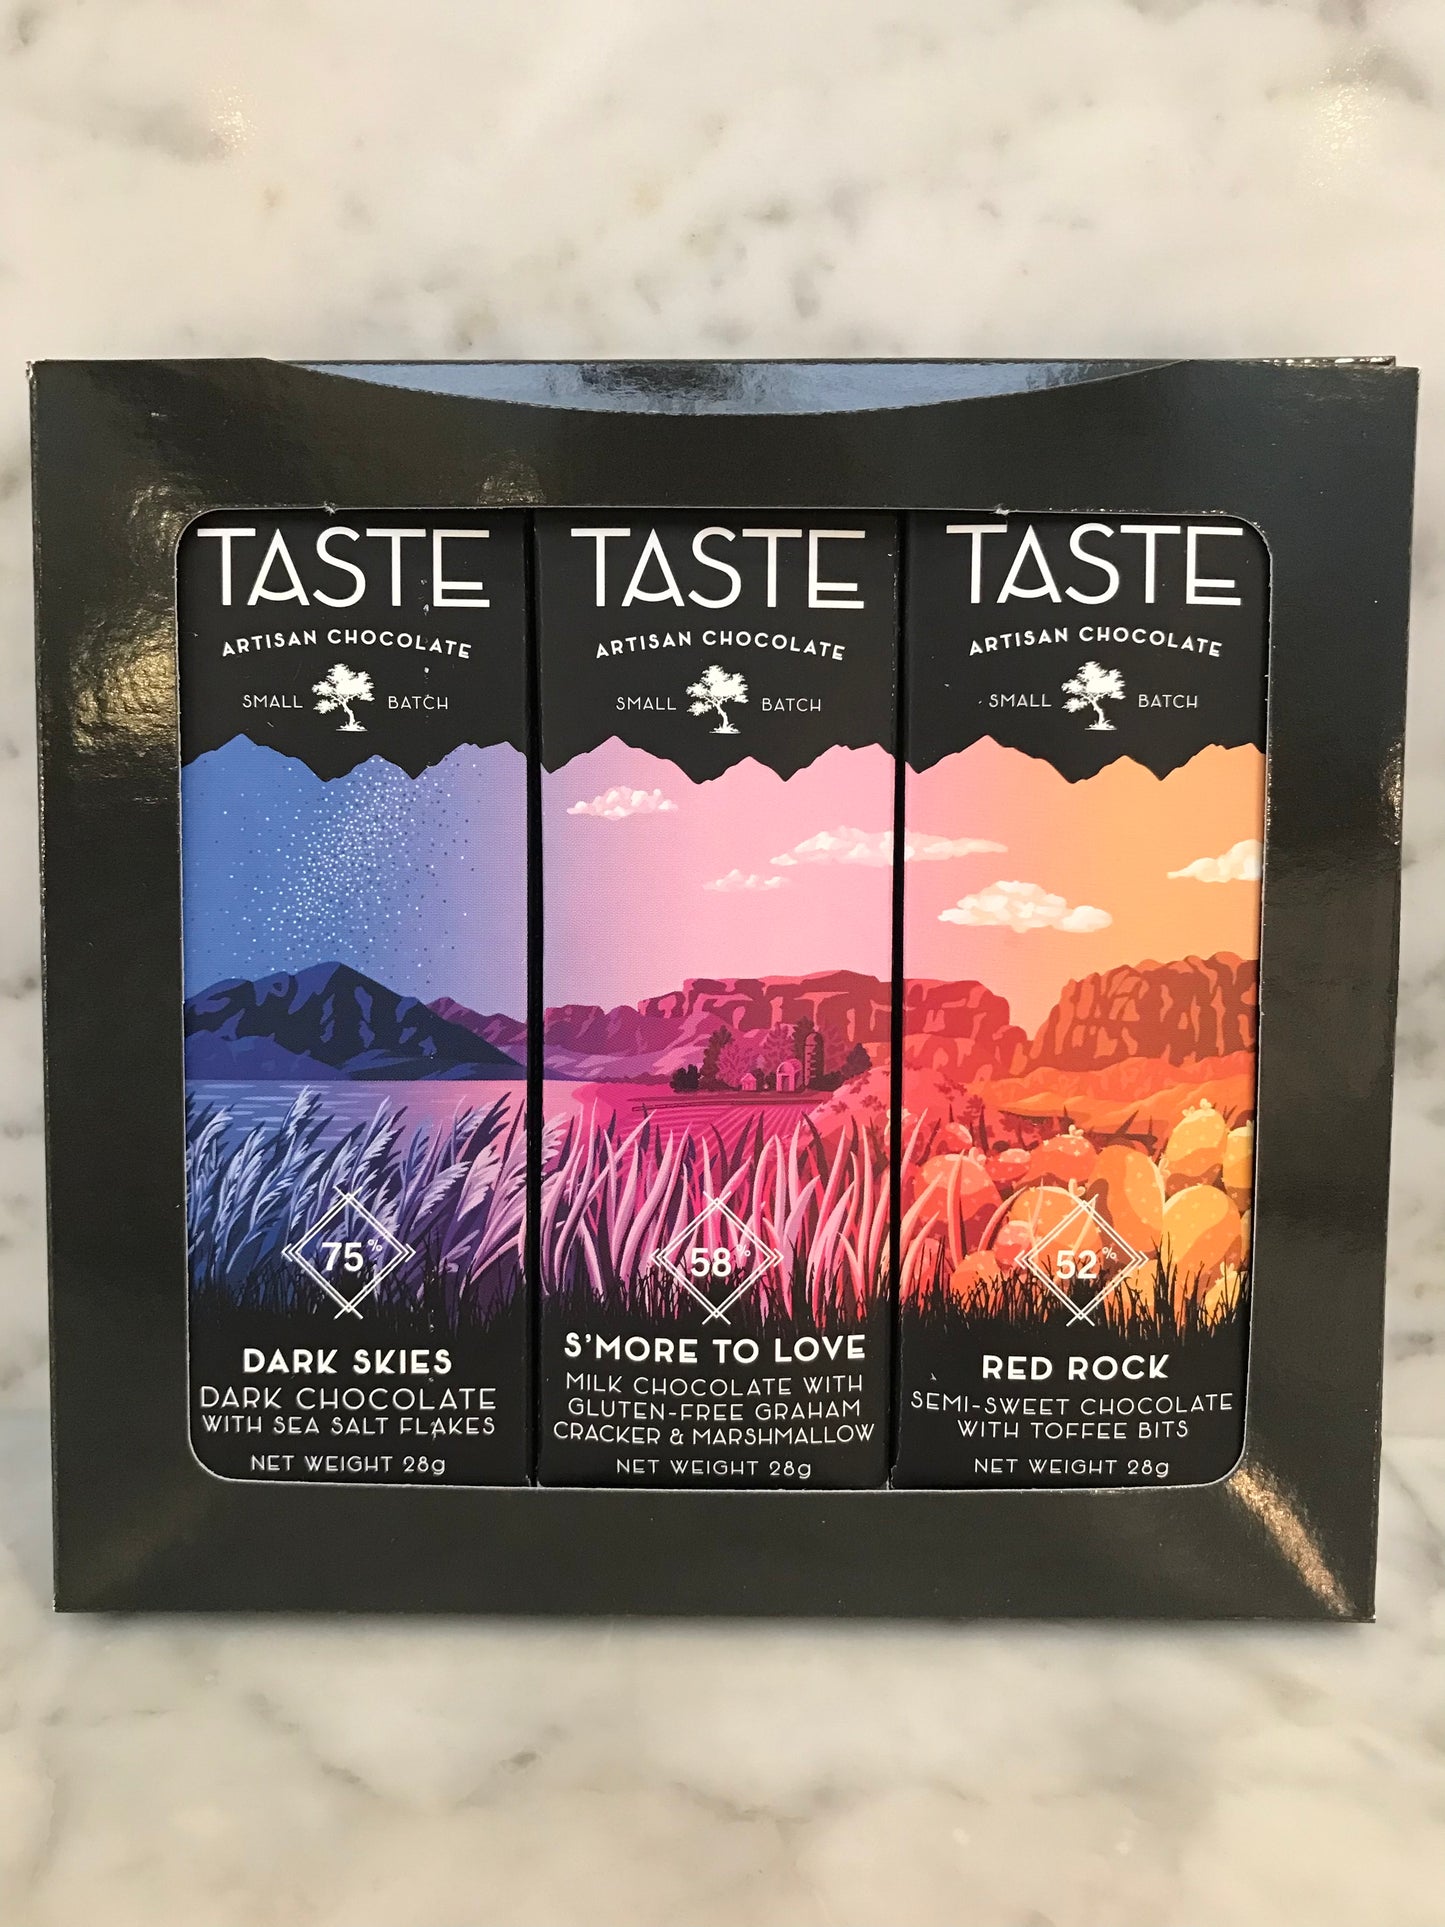 TASTE
ARTISAN CHOCOLATE
SMALL BATCH
75%
DARK SKIES
DARK CHOCOLATE
WITH SEA SALT FLAKES
NET WEIGHT 28g
TASTE
ARTISAN CHOCOLATE
SMALL BATCH
58%
S'MORE TO LOVE
MILK CHOCOLATE WITH
GLUTEN-FREE GRAHAM
CRACKER & MARSHMALLOW
NET WEIGHT 28g
TASTE
ARTISAN CHOCOLATE
SMALL BATCH
52%
RED ROCK
SEMI-SWEET CHOCOLATE
WITH TOFFEE BITS
NET WEIGHT 28g